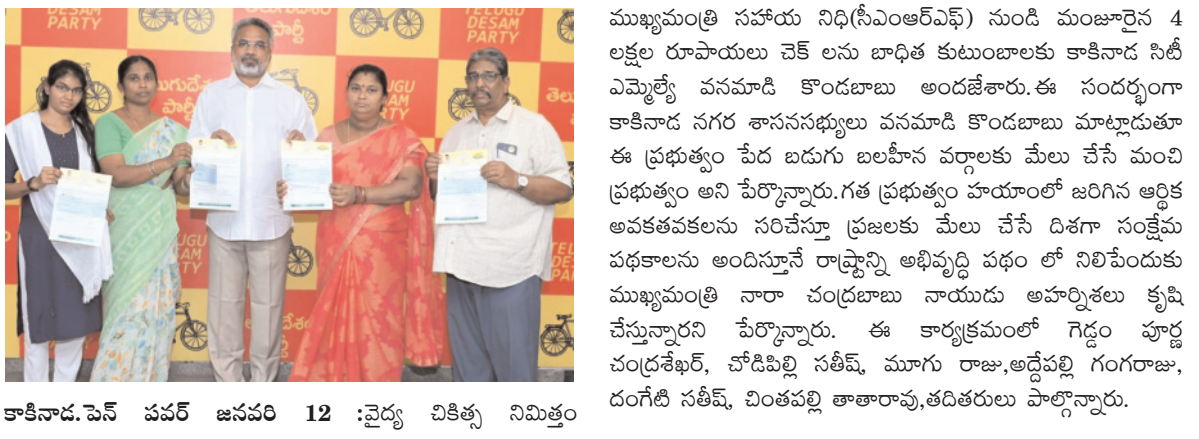 TELUGU
DESAM
PARTY
పార్టీ
TELUGU
DESAM
PARTY
పార్టీ
కాకినాడ.పెన్ పవర్ జనవరి 12 :వైద్య చికిత్స నిమిత్తం
ముఖ్యమంత్రి సహాయ నిధి(సీఎంఆర్ఎఫ్) నుండి మంజూరైన 4
లక్షల రూపాయలు చెక్ లను బాధిత కుటుంబాలకు కాకినాడ సిటీ
ఎమ్మెల్యే వనమాడి కొండబాబు అందజేశారు.ఈ సందర్భంగా
కాకినాడ నగర శాసనసభ్యులు వనమాడి కొండబాబు మాట్లాడుతూ
ఈ ప్రభుత్వం పేద బడుగు బలహీన వర్గాలకు మేలు చేసే మంచి
ప్రభుత్వం అని పేర్కొన్నారు.గత ప్రభుత్వం హయాంలో జరిగిన ఆర్థిక
అవకతవకలను సరిచేస్తూ ప్రజలకు మేలు చేసే దిశగా సంక్షేమ
పథకాలను అందిస్తూనే రాష్ట్రాన్ని అభివృద్ధి పథం లో నిలిపేందుకు
ముఖ్యమంత్రి నారా చంద్రబాబు నాయుడు అహర్నిశలు కృషి
చేస్తున్నారని పేర్కొన్నారు. ఈ కార్యక్రమంలో గెడ్డం పూర్ణ
చంద్రశేఖర్, చోడిపిల్లి సతీష్, మూగు రాజు,అద్దేపల్లి గంగరాజు,
దంగేటి సతీష్, చింతపల్లి తాతారావు,తదితరులు పాల్గొన్నారు.